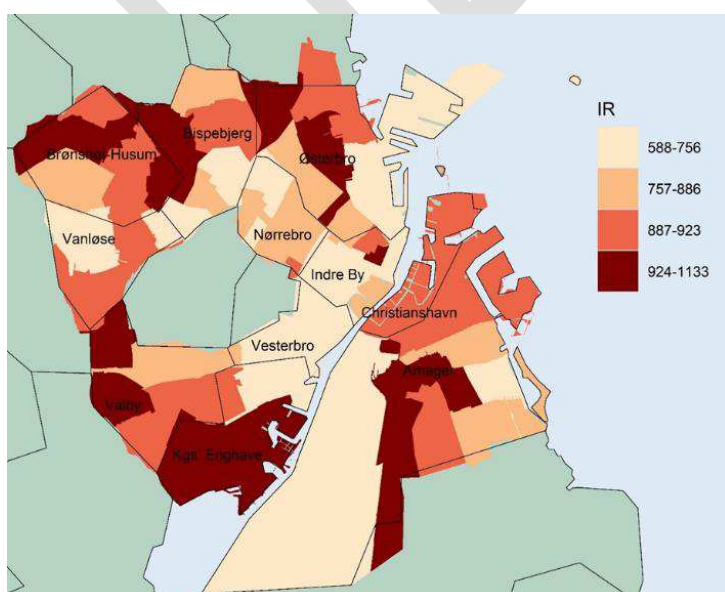 IR
588-756
757-886
887-923
924-1133
Bispebjerg
Brønshøj-Husum
Østerbro
Vanløse
Nørrebro
Indre By
Christianshavn
Vesterbro
Amager
Valby
Kgs. Enghave